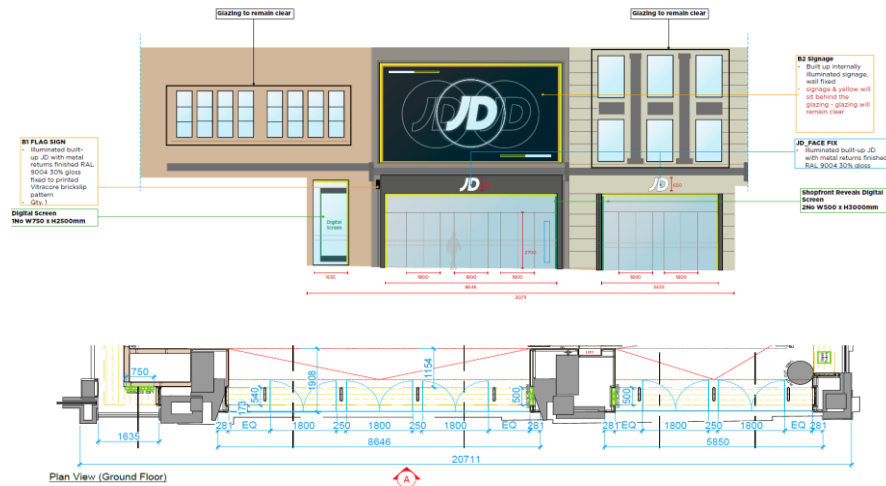 Glazing to remain clear
Glazing to remain clear
B2 Signage
• Built up internally
illuminated signage,
wall fixed
• signage & yellow will
sit behind the
glazing - glazing will
remain clear
JD
JD
JD
B1 FLAG SIGN
• Illuminated built-
up JD with metal
returns finished RAL
9004 30% gloss
fixed to printed
Vitracore brickslip
pattern
• Qty. 1
JD_FACE FIX
• Illuminated built-up JD
with metal returns finished
RAL 9004 30% gloss
JD
JD
Digital Screen
1No W750 x H2500mm
Digital
Screen
Shopfront Reveals Digital
Screen
2No W500 x H3000mm
2700
1635
1800
1800
1800
1800
1800
8646
750
1908
1154
540
173
500
500
1635
281
EQ
1800
250
1800
250
1800
EQ
281
281
EQ
1800
250
1800
EQ
281
8646
5850
20711
Plan View (Ground Floor)
A